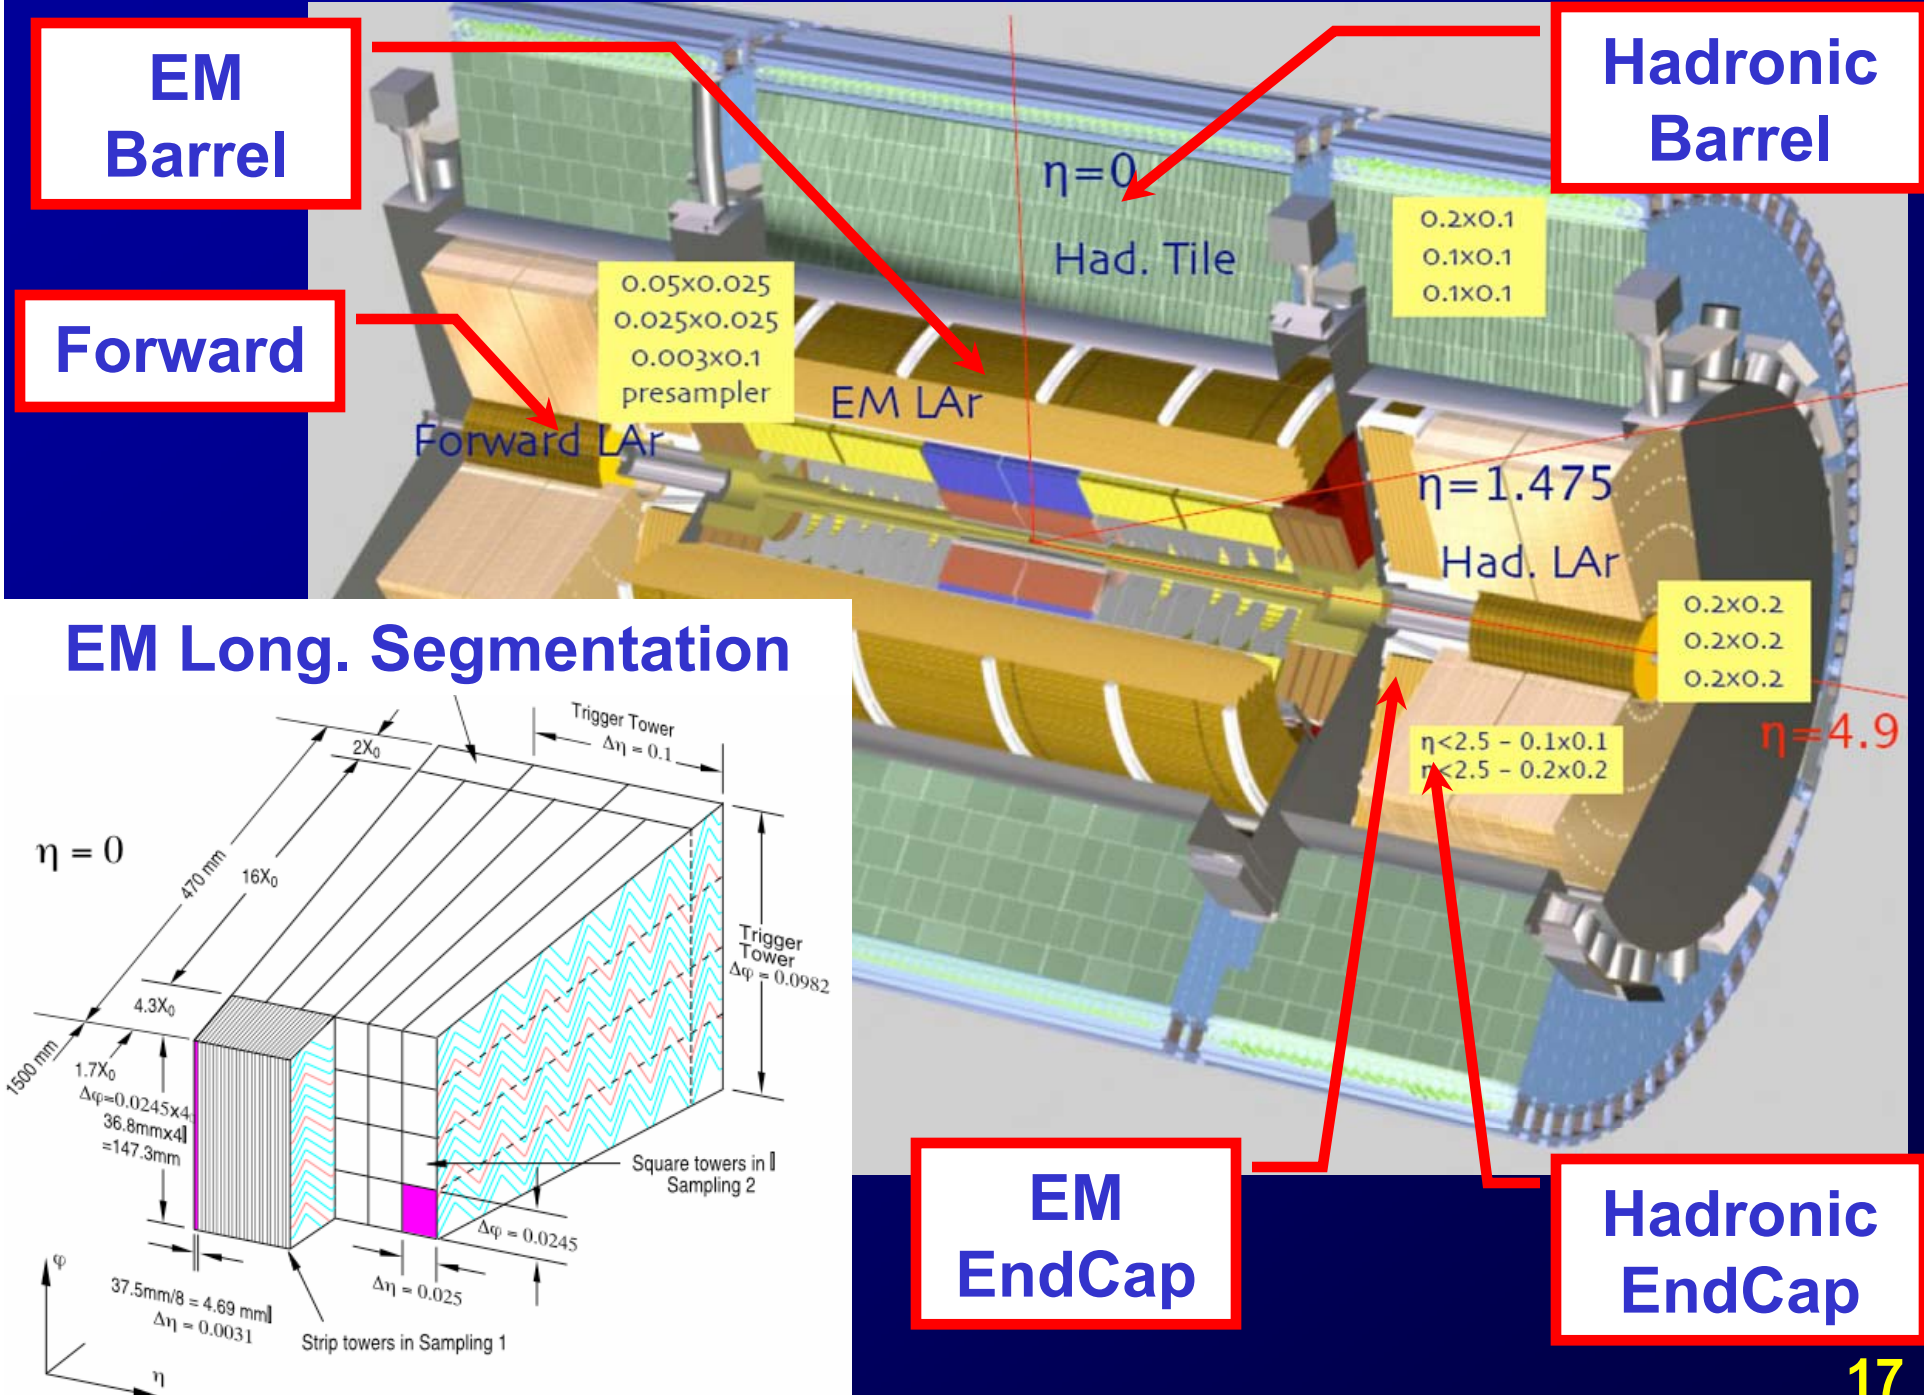 EM
Barrel
Hadronic
Barrel
η=0
Had. Tile
0.2x0.1
0.1x0.1
0.1x0.1
Forward
0.05x0.025
0.025x0.025
0.003x0.1
presampler
EM LAr
Forward LAr
η=1.475
Had. LAr
0.2x0.2
0.2x0.2
0.2x0.2
η=4.9
η<2.5 – 0.1x0.1
η<2.5 – 0.2x0.2
EM Long. Segmentation
Trigger Tower
Δη = 0.1
2X₀
η = 0
470 mm
16X₀
Trigger
Tower
Δφ = 0.0982
4.3X₀
1500 mm
1.7X₀
Δφ=0.0245x4
36.8mmx4
=147.3mm
Square towers in
Sampling 2
Δφ = 0.0245
Δη = 0.025
37.5mm/8 = 4.69 mm
Δη = 0.0031
Strip towers in Sampling 1
φ
η
EM
EndCap
Hadronic
EndCap
17